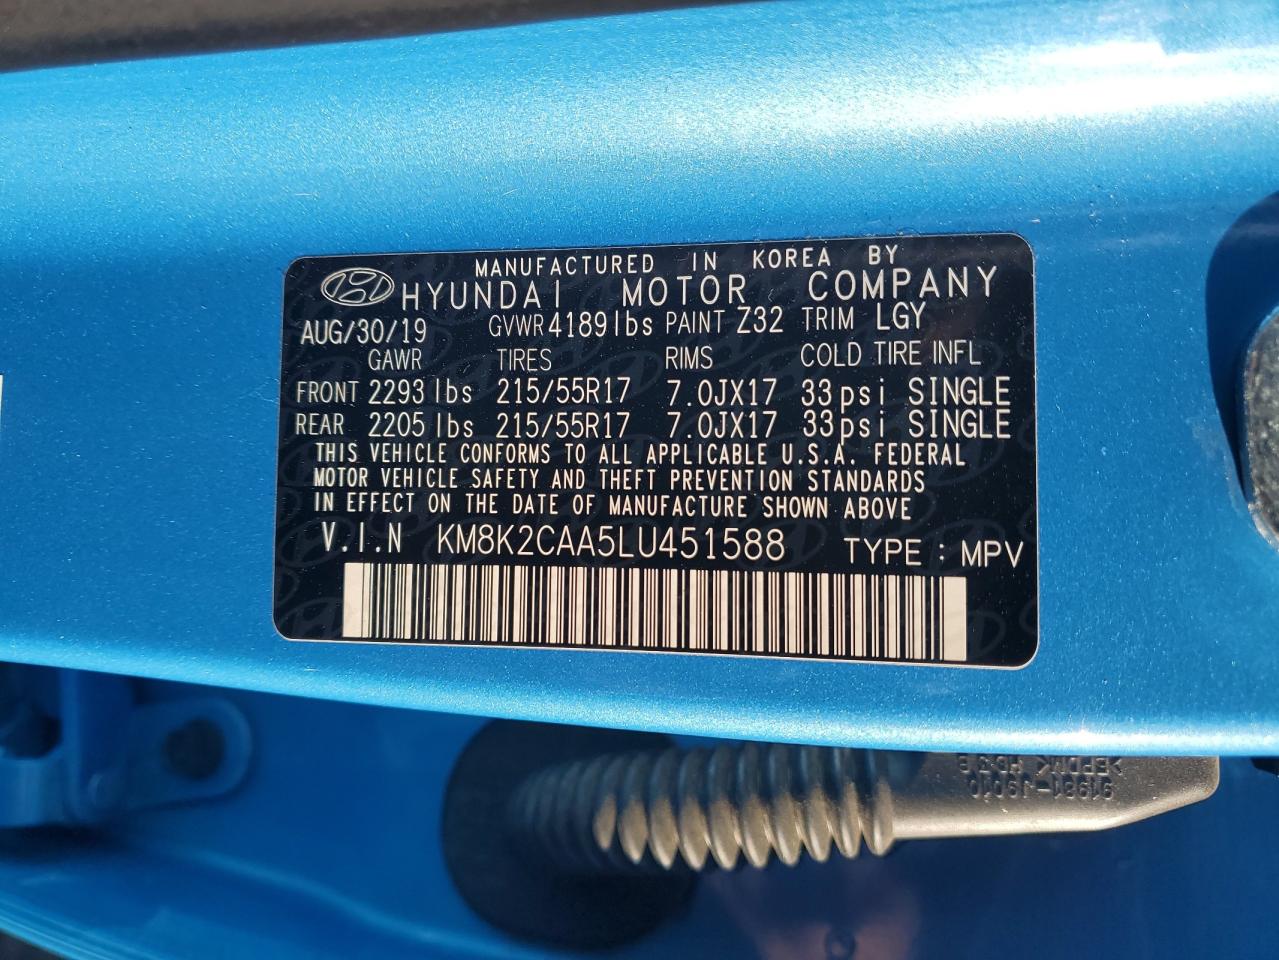 MANUFACTURED IN KOREA BY
HYUNDAI MOTOR COMPANY
AUG/30/19 GVWR 4189lbs PAINT Z32 TRIM LGY
GAWR TIRES RIMS COLD TIRE INFL
FRONT 2293 lbs 215/55R17 7.0JX17 33psi SINGLE
REAR 2205 lbs 215/55R17 7.0JX17 33psi SINGLE
THIS VEHICLE CONFORMS TO ALL APPLICABLE U.S.A. FEDERAL
MOTOR VEHICLE SAFETY AND THEFT PREVENTION STANDARDS
IN EFFECT ON THE DATE OF MANUFACTURE SHOWN ABOVE
V.I.N KM8K2CAA5LU451588 TYPE : MPV
>EPDM<